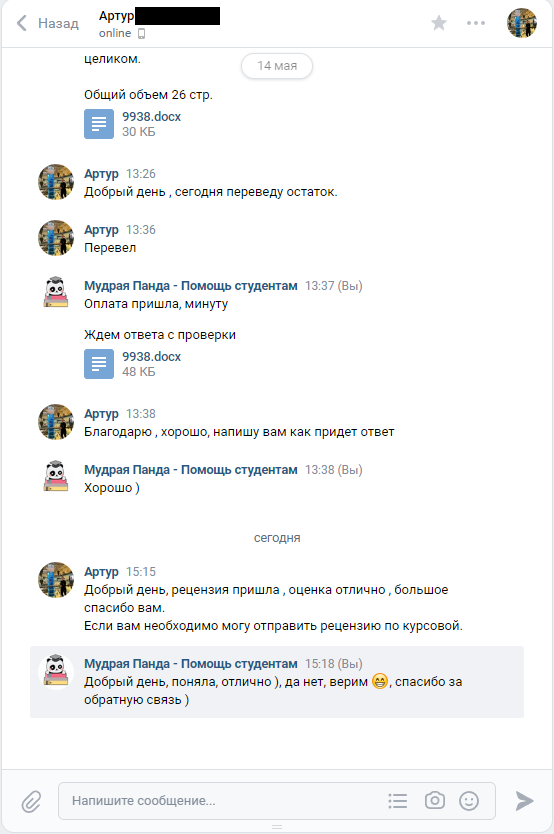 Назад
Артур
online
целиком.
14 мая
Общий объем 26 стр.
9938.docx
30 КБ
Артур 13:26
Добрый день , сегодня переведу остаток.
Артур 13:36
Перевел
Мудрая Панда - Помощь студентам 13:37 (Вы)
Оплата пришла, минуту
Ждем ответа с проверки
9938.docx
48 КБ
Артур 13:38
Благодарю , хорошо, напишу вам как придет ответ
Мудрая Панда - Помощь студентам 13:38 (Вы)
Хорошо )
сегодня
Артур 15:15
Добрый день, рецензия пришла , оценка отлично , большое
спасибо вам.
Если вам необходимо могу отправить рецензию по курсовой.
Мудрая Панда - Помощь студентам 15:18 (Вы)
Добрый день, поняла, отлично ), да нет, верим 😁, спасибо за
обратную связь )
Напишите сообщение...